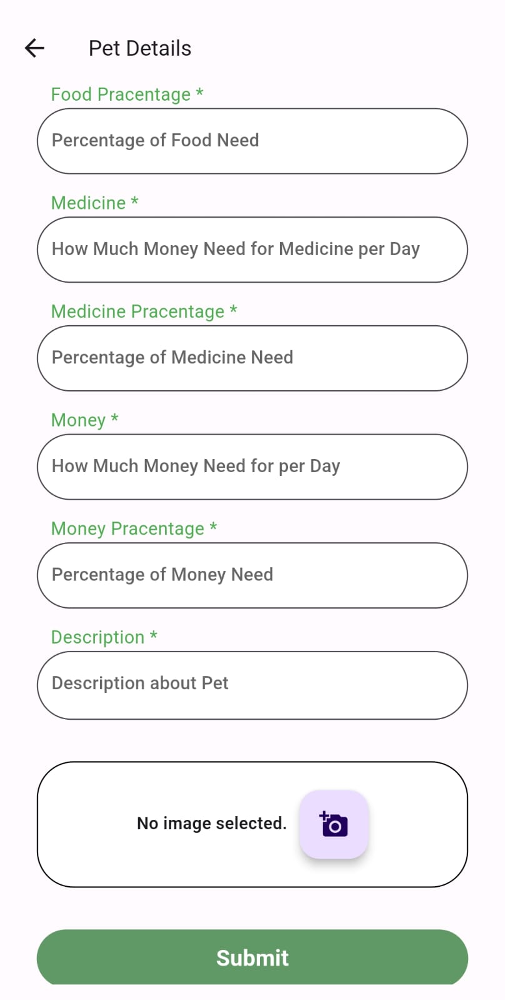 Pet Details
Food Pracentage *
Percentage of Food Need
Medicine *
How Much Money Need for Medicine per Day
Medicine Pracentage *
Percentage of Medicine Need
Money *
How Much Money Need for per Day
Money Pracentage *
Percentage of Money Need
Description *
Description about Pet
No image selected.
Submit